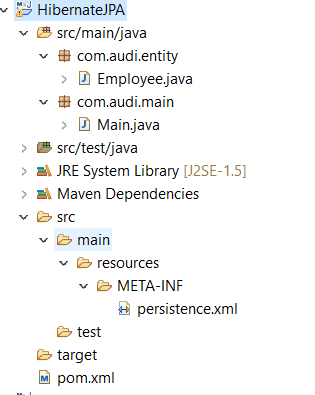 HibernateJPA
src/main/java
com.audi.entity
Employee.java
com.audi.main
Main.java
src/test/java
JRE System Library [J2SE-1.5]
Maven Dependencies
src
main
resources
META-INF
persistence.xml
test
target
pom.xml